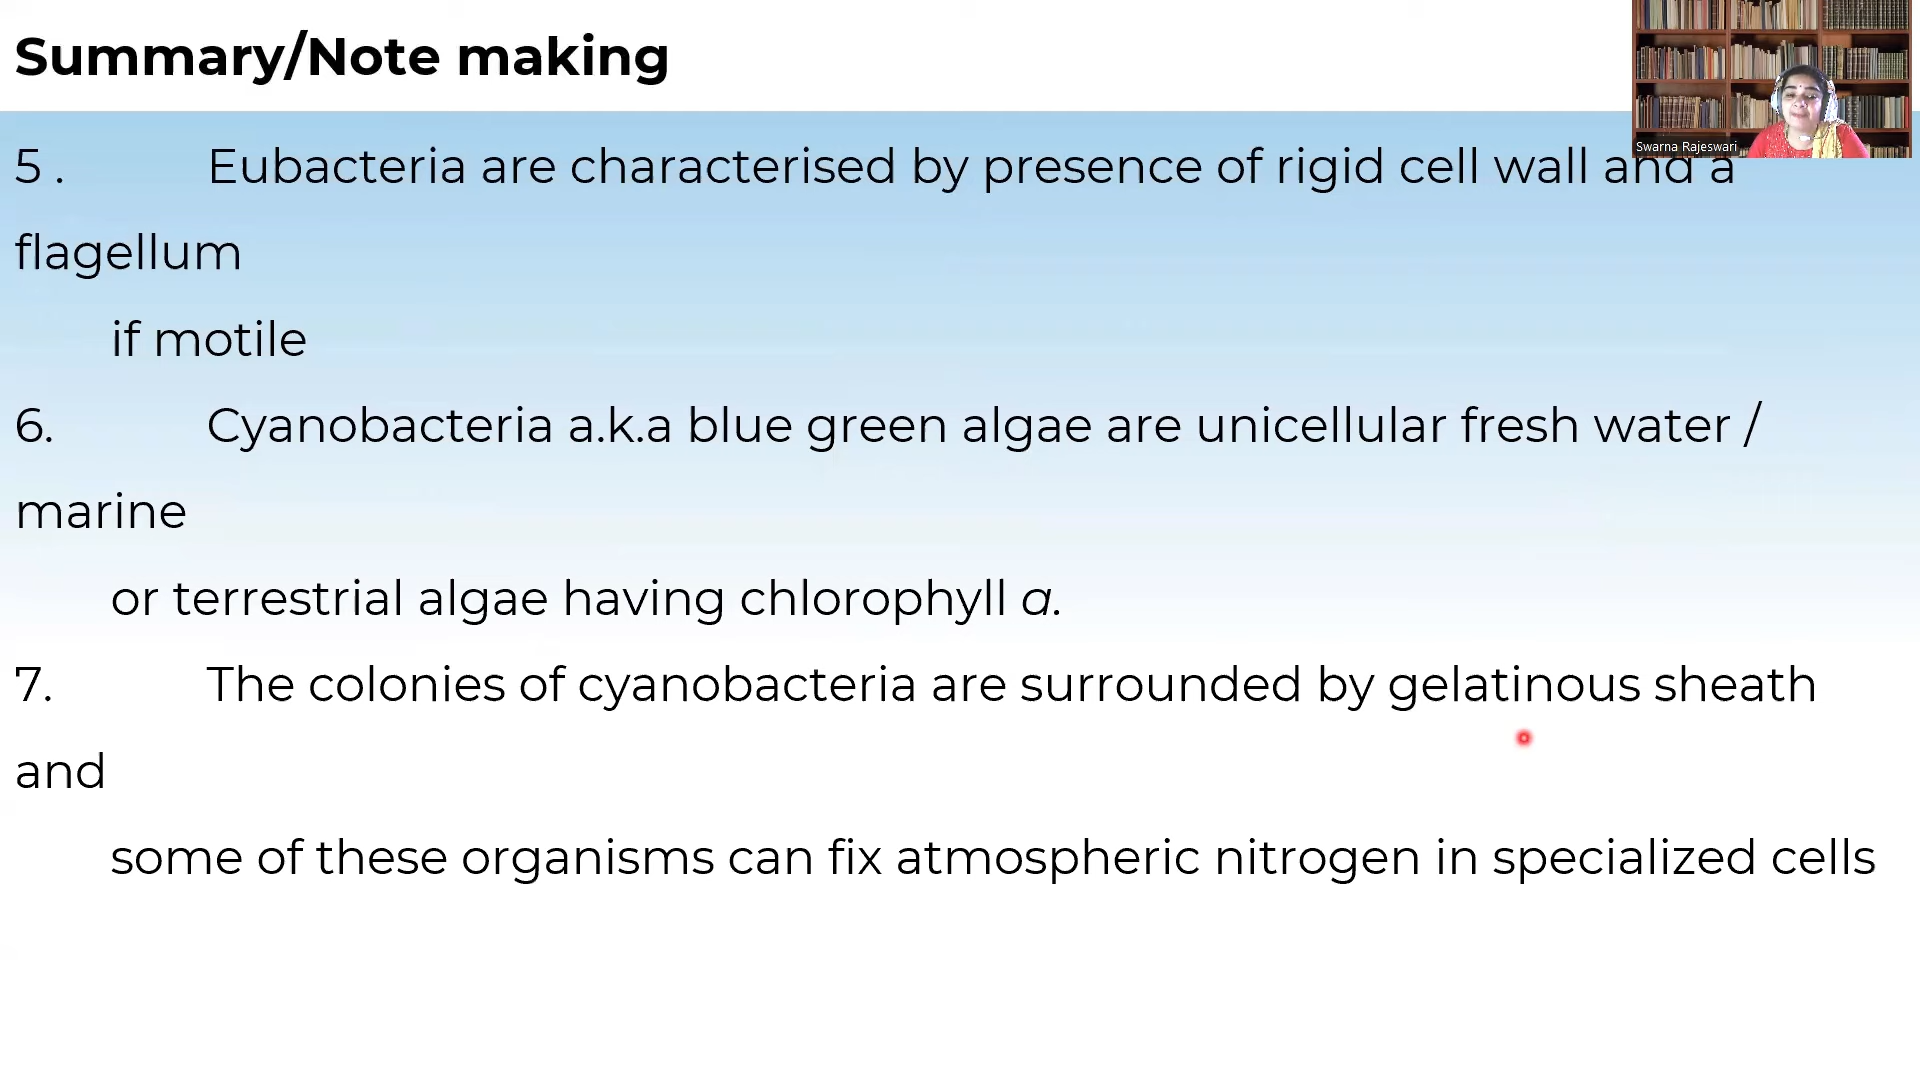 Summary/Note making
Swarna Rajeswari
5 . Eubacteria are characterised by presence of rigid cell wall and a
flagellum
if motile
6. Cyanobacteria a.k.a blue green algae are unicellular fresh water /
marine
or terrestrial algae having chlorophyll a.
7. The colonies of cyanobacteria are surrounded by gelatinous sheath
and
some of these organisms can fix atmospheric nitrogen in specialized cells